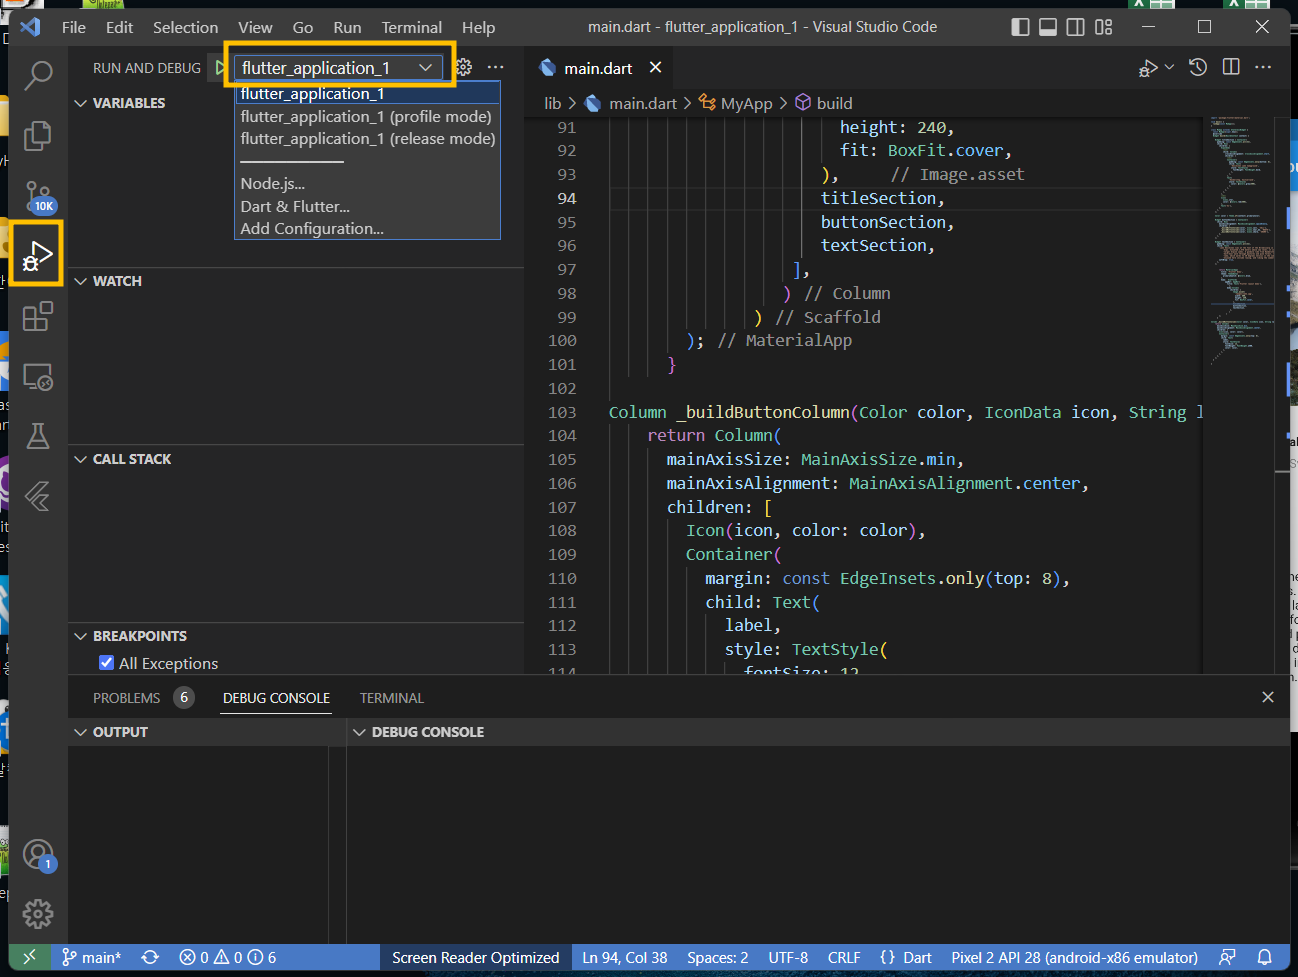 File Edit Selection View Go Run Terminal Help
main.dart - flutter_application_1 - Visual Studio Code
RUN AND DEBUG
flutter_application_1
flutter_application_1
flutter_application_1 (profile mode)
flutter_application_1 (release mode)
Node.js...
Dart & Flutter...
Add Configuration...
VARIABLES
WATCH
CALL STACK
BREAKPOINTS
All Exceptions
10K
1
main.dart
lib > main.dart > MyApp > build
91 height: 240,
92 fit: BoxFit.cover,
93 ), // Image.asset
94 titleSection,
95 buttonSection,
96 textSection,
97 ],
98 ) // Column
99 ) // Scaffold
100 ); // MaterialApp
101 }
102
103 Column _buildButtonColumn(Color color, IconData icon, String l
104 return Column(
105 mainAxisSize: MainAxisSize.min,
106 mainAxisAlignment: MainAxisAlignment.center,
107 children: [
108 Icon(icon, color: color),
109 Container(
110 margin: const EdgeInsets.only(top: 8),
111 child: Text(
112 label,
113 style: TextStyle(
114 fontSize: 12
PROBLEMS 6 DEBUG CONSOLE TERMINAL
OUTPUT
DEBUG CONSOLE
main* 0 0 6 Screen Reader Optimized Ln 94, Col 38 Spaces: 2 UTF-8 CRLF {} Dart Pixel 2 API 28 (android-x86 emulator)